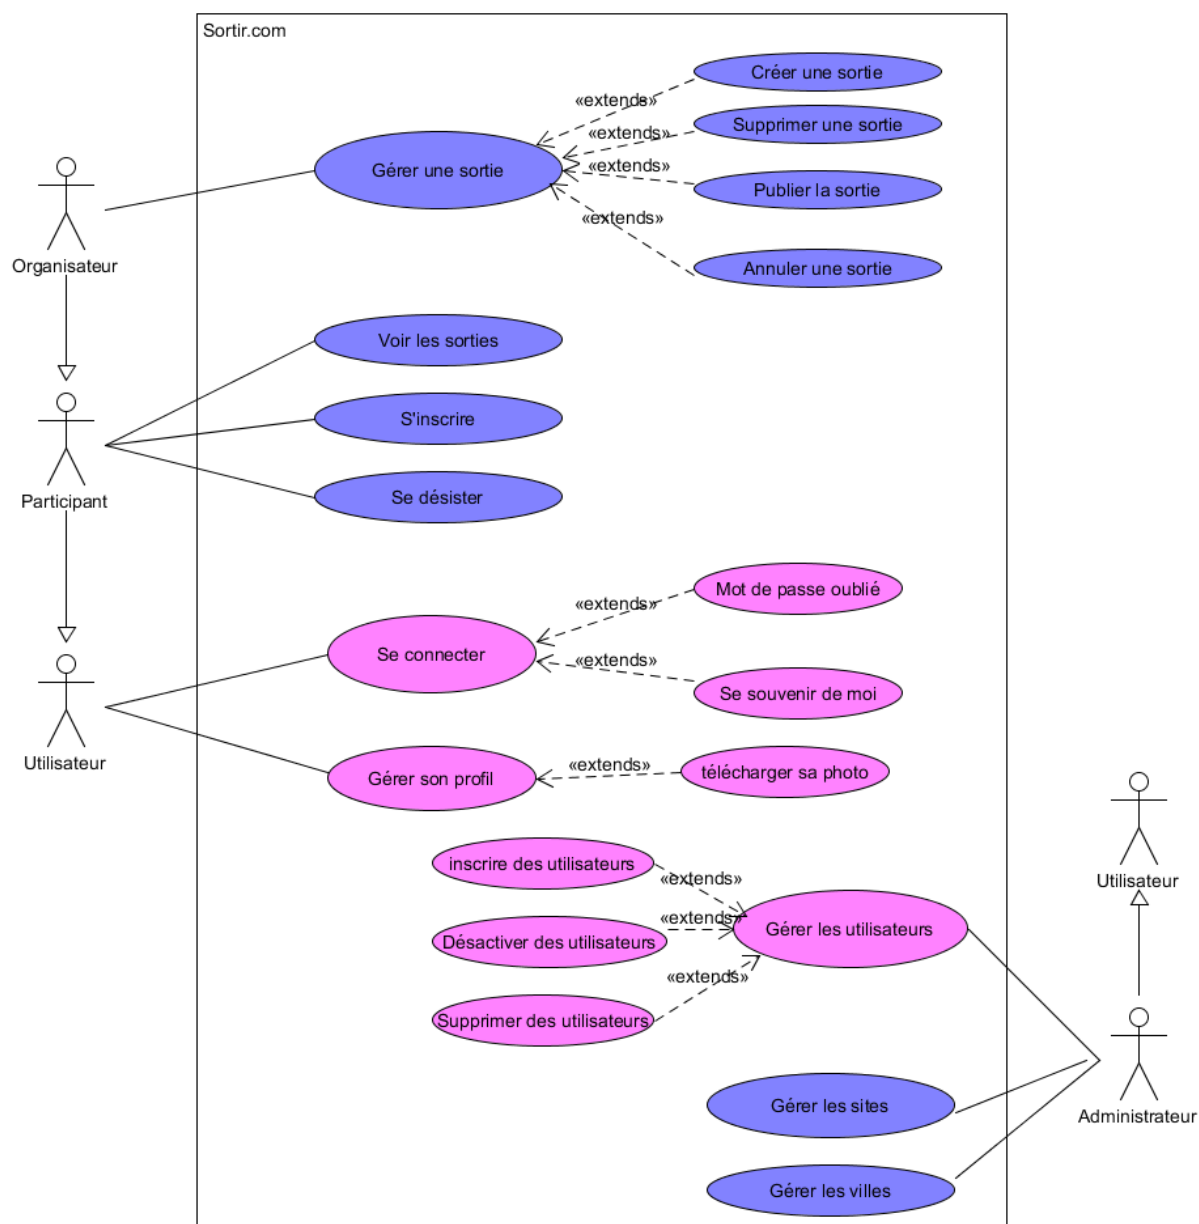 Sortir.com
Créer une sortie
«extends»
Supprimer une sortie
«extends»
Gérer une sortie
«extends»
Publier la sortie
«extends»
Organisateur
Annuler une sortie
Voir les sorties
S'inscrire
Participant
Se désister
Mot de passe oublié
«extends»
Se connecter
«extends»
Se souvenir de moi
Utilisateur
«extends»
télécharger sa photo
Gérer son profil
inscrire des utilisateurs
«extends»
Utilisateur
«extends»
Gérer les utilisateurs
Désactiver des utilisateurs
«extends»
Supprimer des utilisateurs
Gérer les sites
Administrateur
Gérer les villes